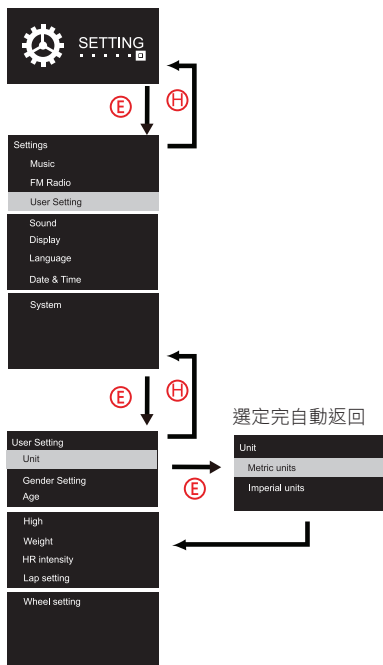 SETTING
E
H
Settings
Music
FM Radio
User Setting
Sound
Display
Language
Date & Time
System
E
H
選定完自動返回
User Setting
Unit
Gender Setting
Age
E
Unit
Metric units
Imperial units
High
Weight
HR intensity
Lap setting
Wheel setting